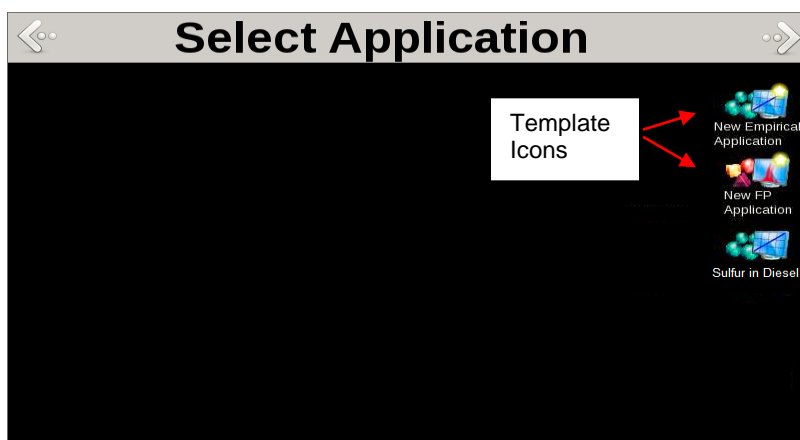 Select Application
Template
Icons
New Empirical
Application
New FP
Application
Sulfur in Diesel